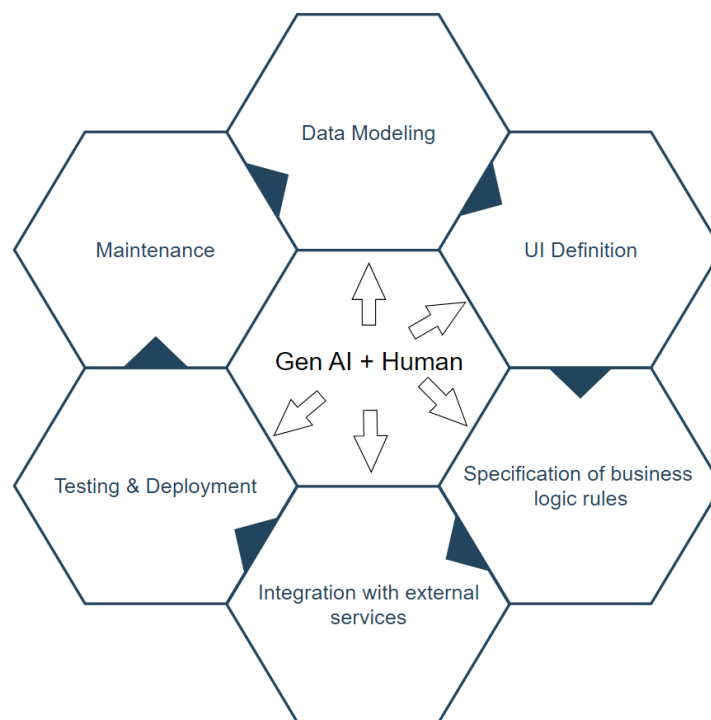 Data Modeling
Maintenance
UI Definition
Gen AI + Human
Testing & Deployment
Specification of business
logic rules
Integration with external
services